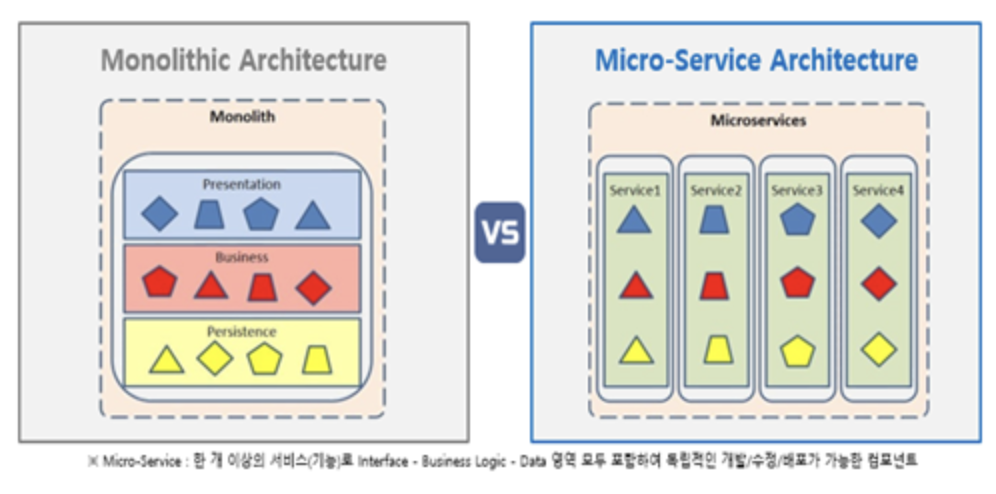 Monolithic Architecture
Monolith
Presentation
Business
Persistence
VS
Micro-Service Architecture
Microservices
Service1 Service2 Service3 Service4
※ Micro-Service : 한 개 이상의 서비스(기능)로 Interface - Business Logic - Data 영역 모두 포함하여 독립적인 개발/수정/배포가 가능한 컴포넌트